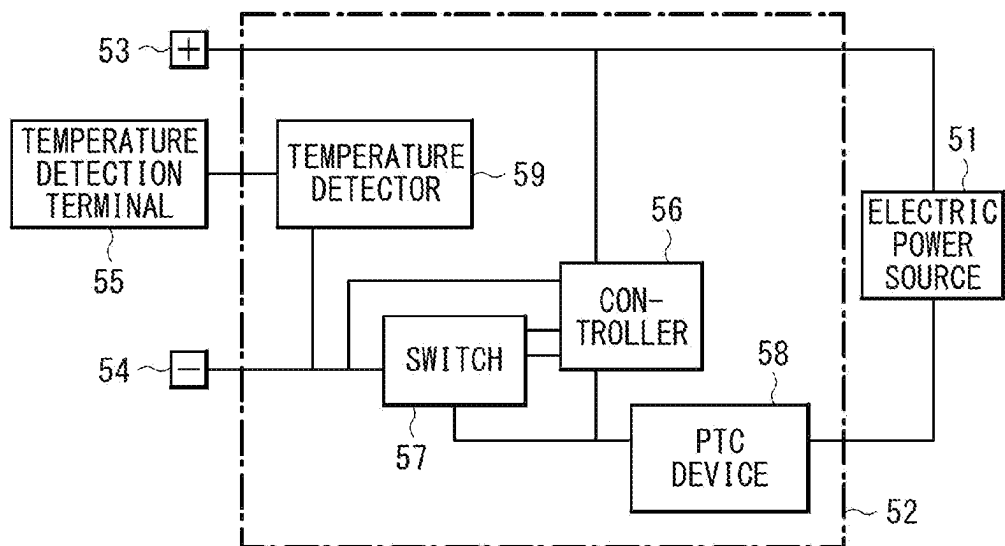 53
+
TEMPERATURE
DETECTION
TERMINAL
55
TEMPERATURE
DETECTOR
59
51
ELECTRIC
POWER
SOURCE
56
CON-
TROLLER
54
−
SWITCH
57
58
PTC
DEVICE
52